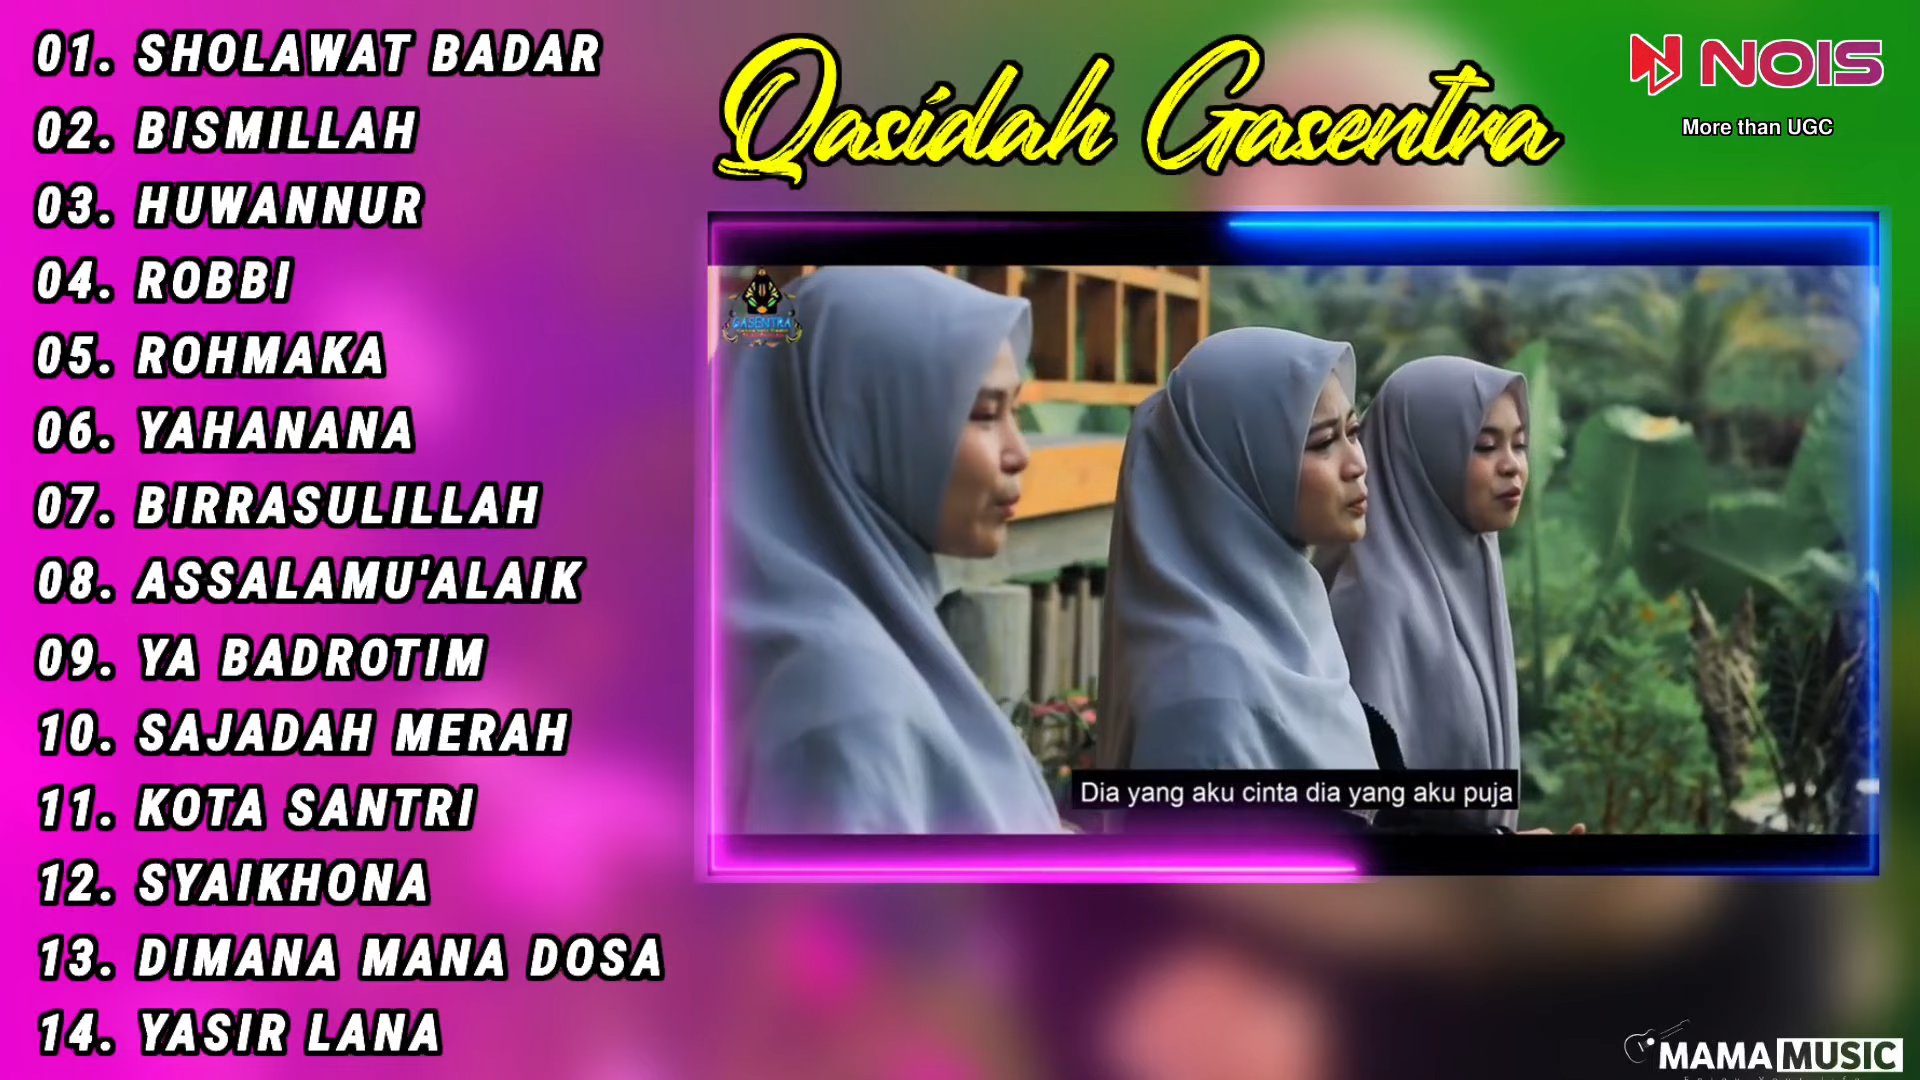 01. SHOLAWAT BADAR
02. BISMILLAH
03. HUWANNUR
04. ROBBI
05. ROHMAKA
06. YAHANANA
07. BIRRASULILLAH
08. ASSALAMU'ALAIK
09. YA BADROTIM
10. SAJADAH MERAH
11. KOTA SANTRI
12. SYAIKHONA
13. DIMANA MANA DOSA
14. YASIR LANA
Qasidah Gasentra
NOIS
More than UGC
GASENTRA
Dia yang aku cinta dia yang aku puja
MAMA MUSIC